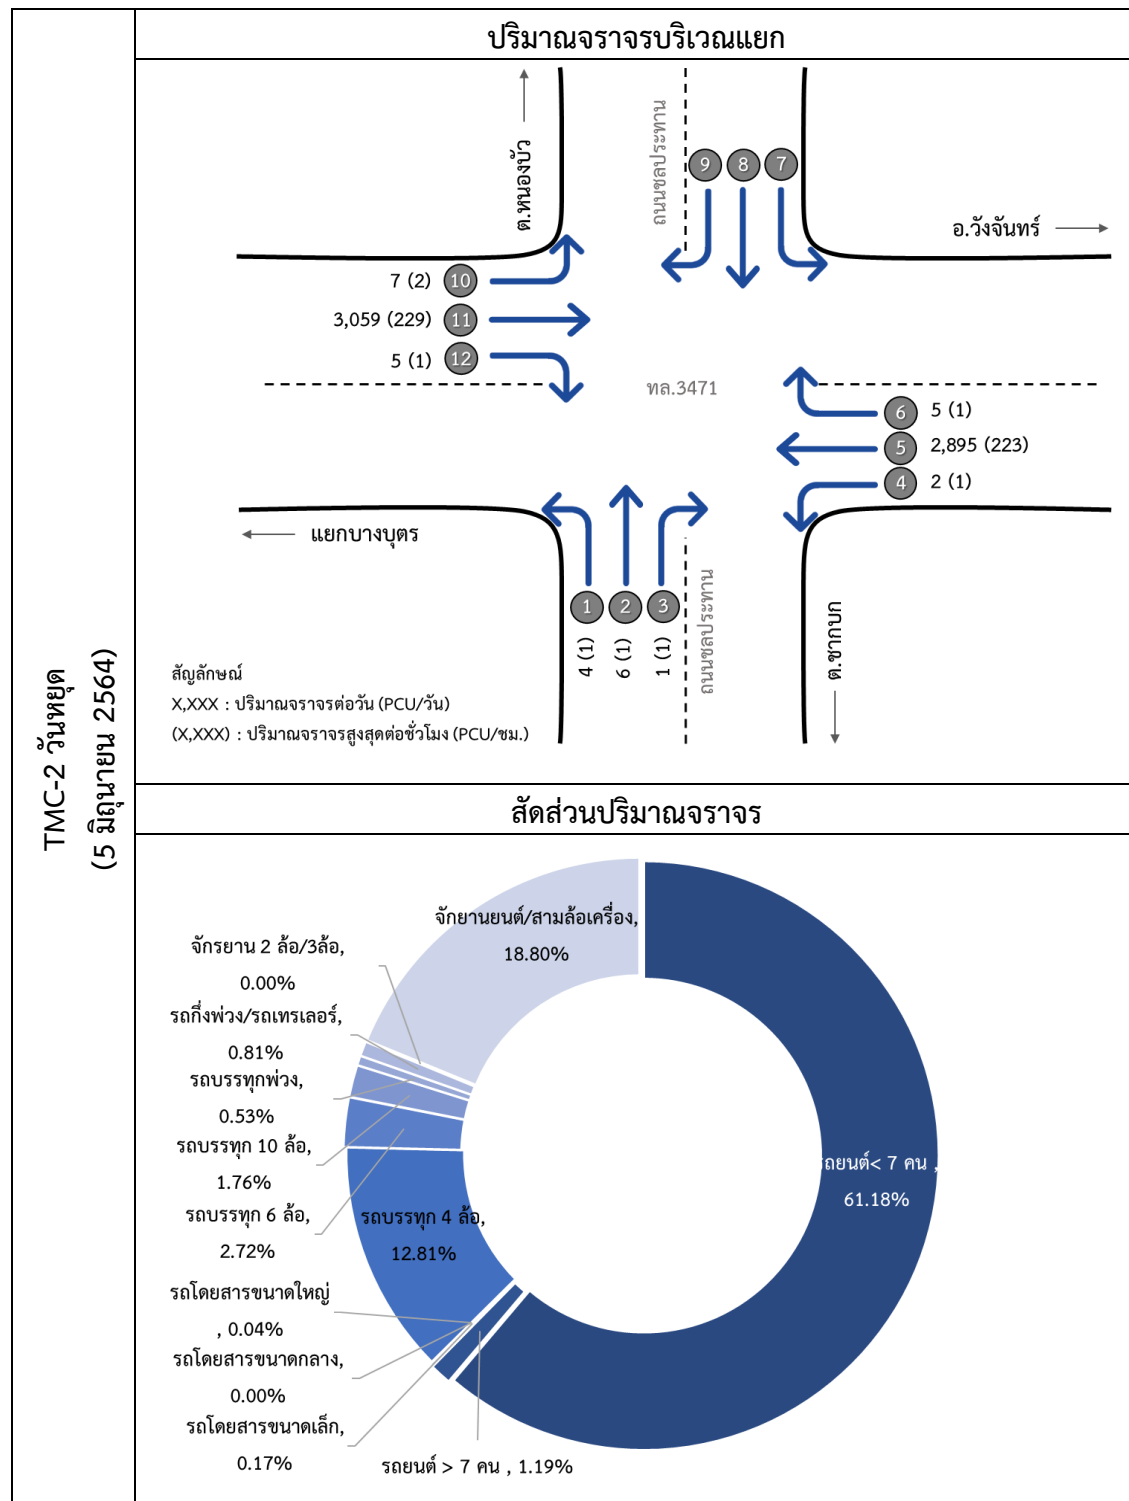 TMC-2 วันหยุด
(5 มิถุนายน 2564)
ปริมาณจราจรบริเวณแยก
ต.หนองบัว
ถนนชลประทาน
9
8
7
อ.วังจันทร์
7 (2) 10
3,059 (229) 11
5 (1) 12
ทล.3471
6 5 (1)
5 2,895 (223)
4 2 (1)
แยกบางบุตร
1
2
3
4 (1)
6 (1)
1 (1)
ถนนชลประทาน
ต.ชากบก
สัญลักษณ์
X,XXX : ปริมาณจราจรต่อวัน (PCU/วัน)
(X,XXX) : ปริมาณจราจรสูงสุดต่อชั่วโมง (PCU/ชม.)
สัดส่วนปริมาณจราจร
จักยานยนต์/สามล้อเครื่อง,
18.80%
จักรยาน 2 ล้อ/3ล้อ,
0.00%
รถกึ่งพ่วง/รถเทรเลอร์,
0.81%
รถบรรทุกพ่วง,
0.53%
รถบรรทุก 10 ล้อ,
1.76%
รถบรรทุก 6 ล้อ,
2.72%
รถบรรทุก 4 ล้อ,
12.81%
รถโดยสารขนาดใหญ่
, 0.04%
รถโดยสารขนาดกลาง,
0.00%
รถโดยสารขนาดเล็ก,
0.17%
รถยนต์ > 7 คน , 1.19%
รถยนต์< 7 คน ,
61.18%